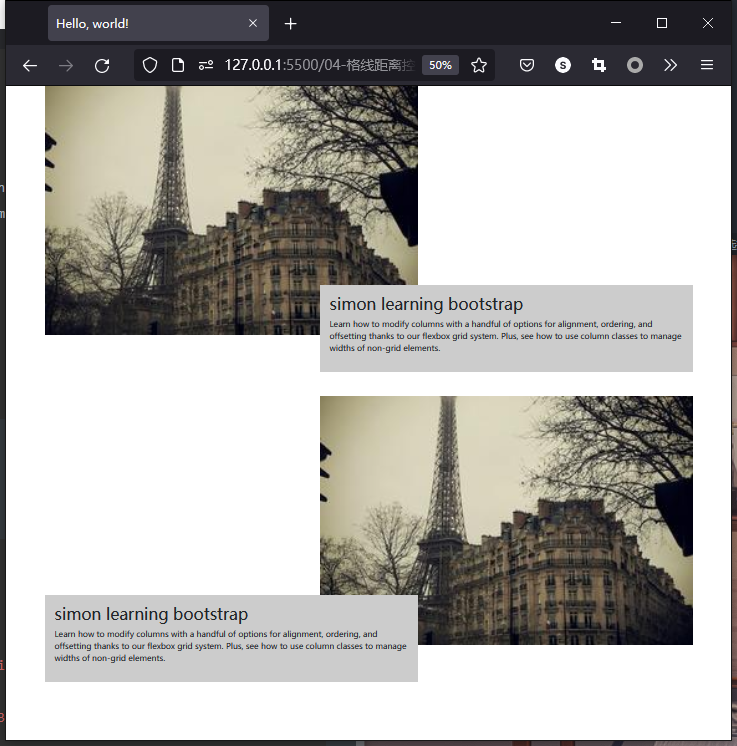 Hello, world!
127.0.0.1:5500/04-格线距离控
50%
S
simon learning bootstrap
Learn how to modify columns with a handful of options for alignment, ordering, and
offsetting thanks to our flexbox grid system. Plus, see how to use column classes to manage
widths of non-grid elements.
simon learning bootstrap
Learn how to modify columns with a handful of options for alignment, ordering, and
offsetting thanks to our flexbox grid system. Plus, see how to use column classes to manage
widths of non-grid elements.